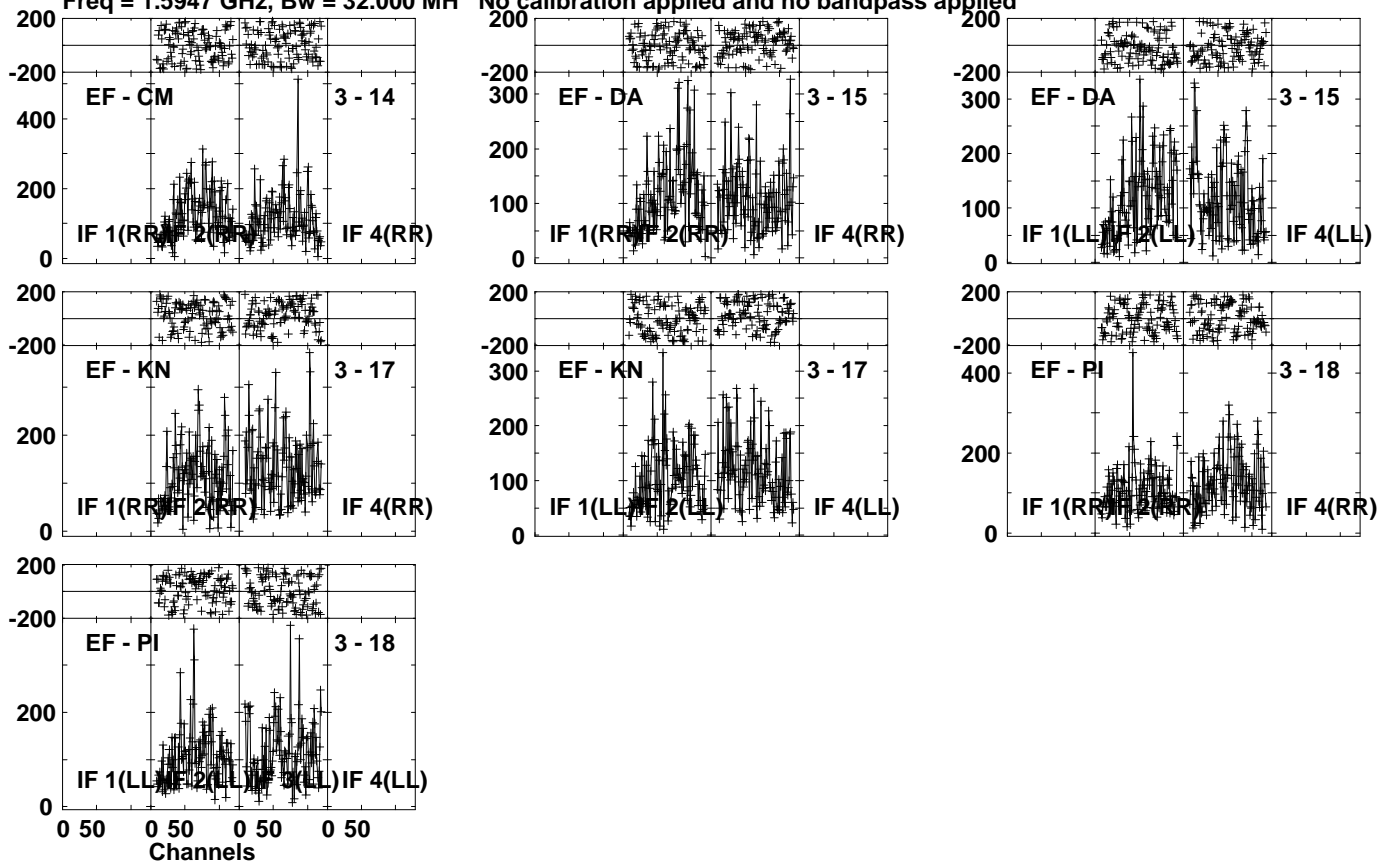 Freq = 1.5947 GHz, Bw = 32.000 MH No calibration applied and no bandpass applied
200
-200
EF - CM
3 - 14
400
200
0
IF 1(RR)
IF 2(RR)
IF 4(RR)
200
-200
300
EF - DA
3 - 15
200
100
0
IF 1(RR)
IF 2(RR)
IF 4(RR)
200
-200
300
EF - DA
3 - 15
200
100
0
IF 1(LL)
IF 2(LL)
IF 4(LL)
200
-200
EF - KN
3 - 17
200
0
IF 1(RR)
IF 2(RR)
IF 4(RR)
200
-200
300
EF - KN
3 - 17
200
100
0
IF 1(LL)
IF 2(LL)
IF 4(LL)
200
-200
400
EF - PI
3 - 18
200
0
IF 1(RR)
IF 2(RR)
IF 4(RR)
200
-200
EF - PI
3 - 18
200
0
IF 1(LL)
IF 2(LL)
IF 3(LL)
IF 4(LL)
0 50 0 50 0 50 0 50
Channels